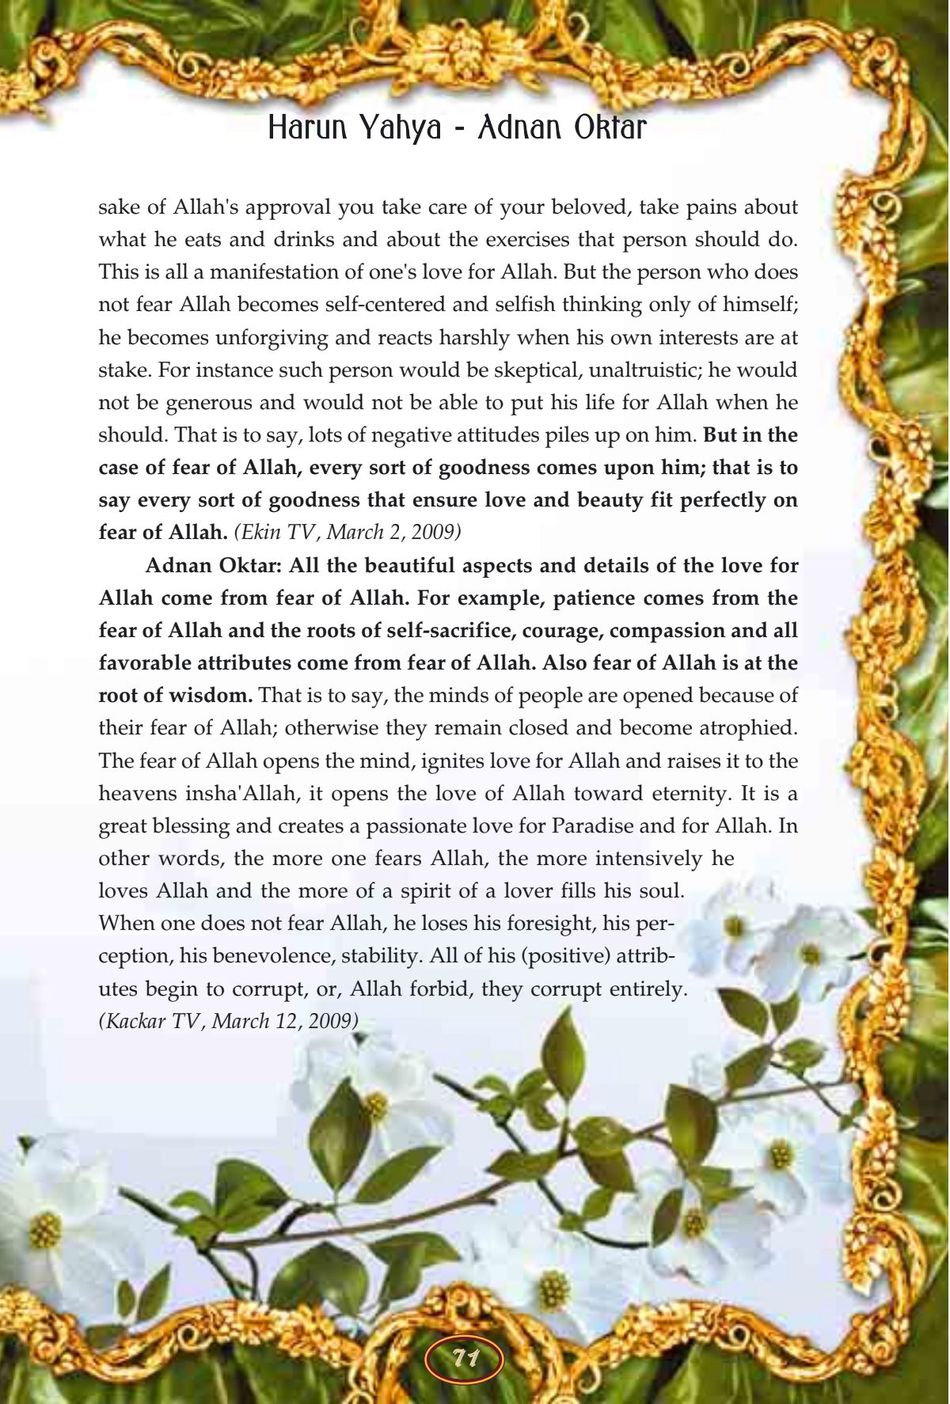 Harun Yahya - Adnan Oktar
sake of Allah's approval you take care of your beloved, take pains about
what he eats and drinks and about the exercises that person should do.
This is all a manifestation of one's love for Allah. But the person who does
not fear Allah becomes self-centered and selfish thinking only of himself;
he becomes unforgiving and reacts harshly when his own interests are at
stake. For instance such person would be skeptical, unaltruistic; he would
not be generous and would not be able to put his life for Allah when he
should. That is to say, lots of negative attitudes piles up on him. But in the
case of fear of Allah, every sort of goodness comes upon him; that is to
say every sort of goodness that ensure love and beauty fit perfectly on
fear of Allah. (Ekin TV, March 2, 2009)
Adnan Oktar: All the beautiful aspects and details of the love for
Allah come from fear of Allah. For example, patience comes from the
fear of Allah and the roots of self-sacrifice, courage, compassion and all
favorable attributes come from fear of Allah. Also fear of Allah is at the
root of wisdom. That is to say, the minds of people are opened because of
their fear of Allah; otherwise they remain closed and become atrophied.
The fear of Allah opens the mind, ignites love for Allah and raises it to the
heavens insha'Allah, it opens the love of Allah toward eternity. It is a
great blessing and creates a passionate love for Paradise and for Allah. In
other words, the more one fears Allah, the more intensively he
loves Allah and the more of a spirit of a lover fills his soul.
When one does not fear Allah, he loses his foresight, his per-
ception, his benevolence, stability. All of his (positive) attrib-
utes begin to corrupt, or, Allah forbid, they corrupt entirely.
(Kackar TV, March 12, 2009)
71